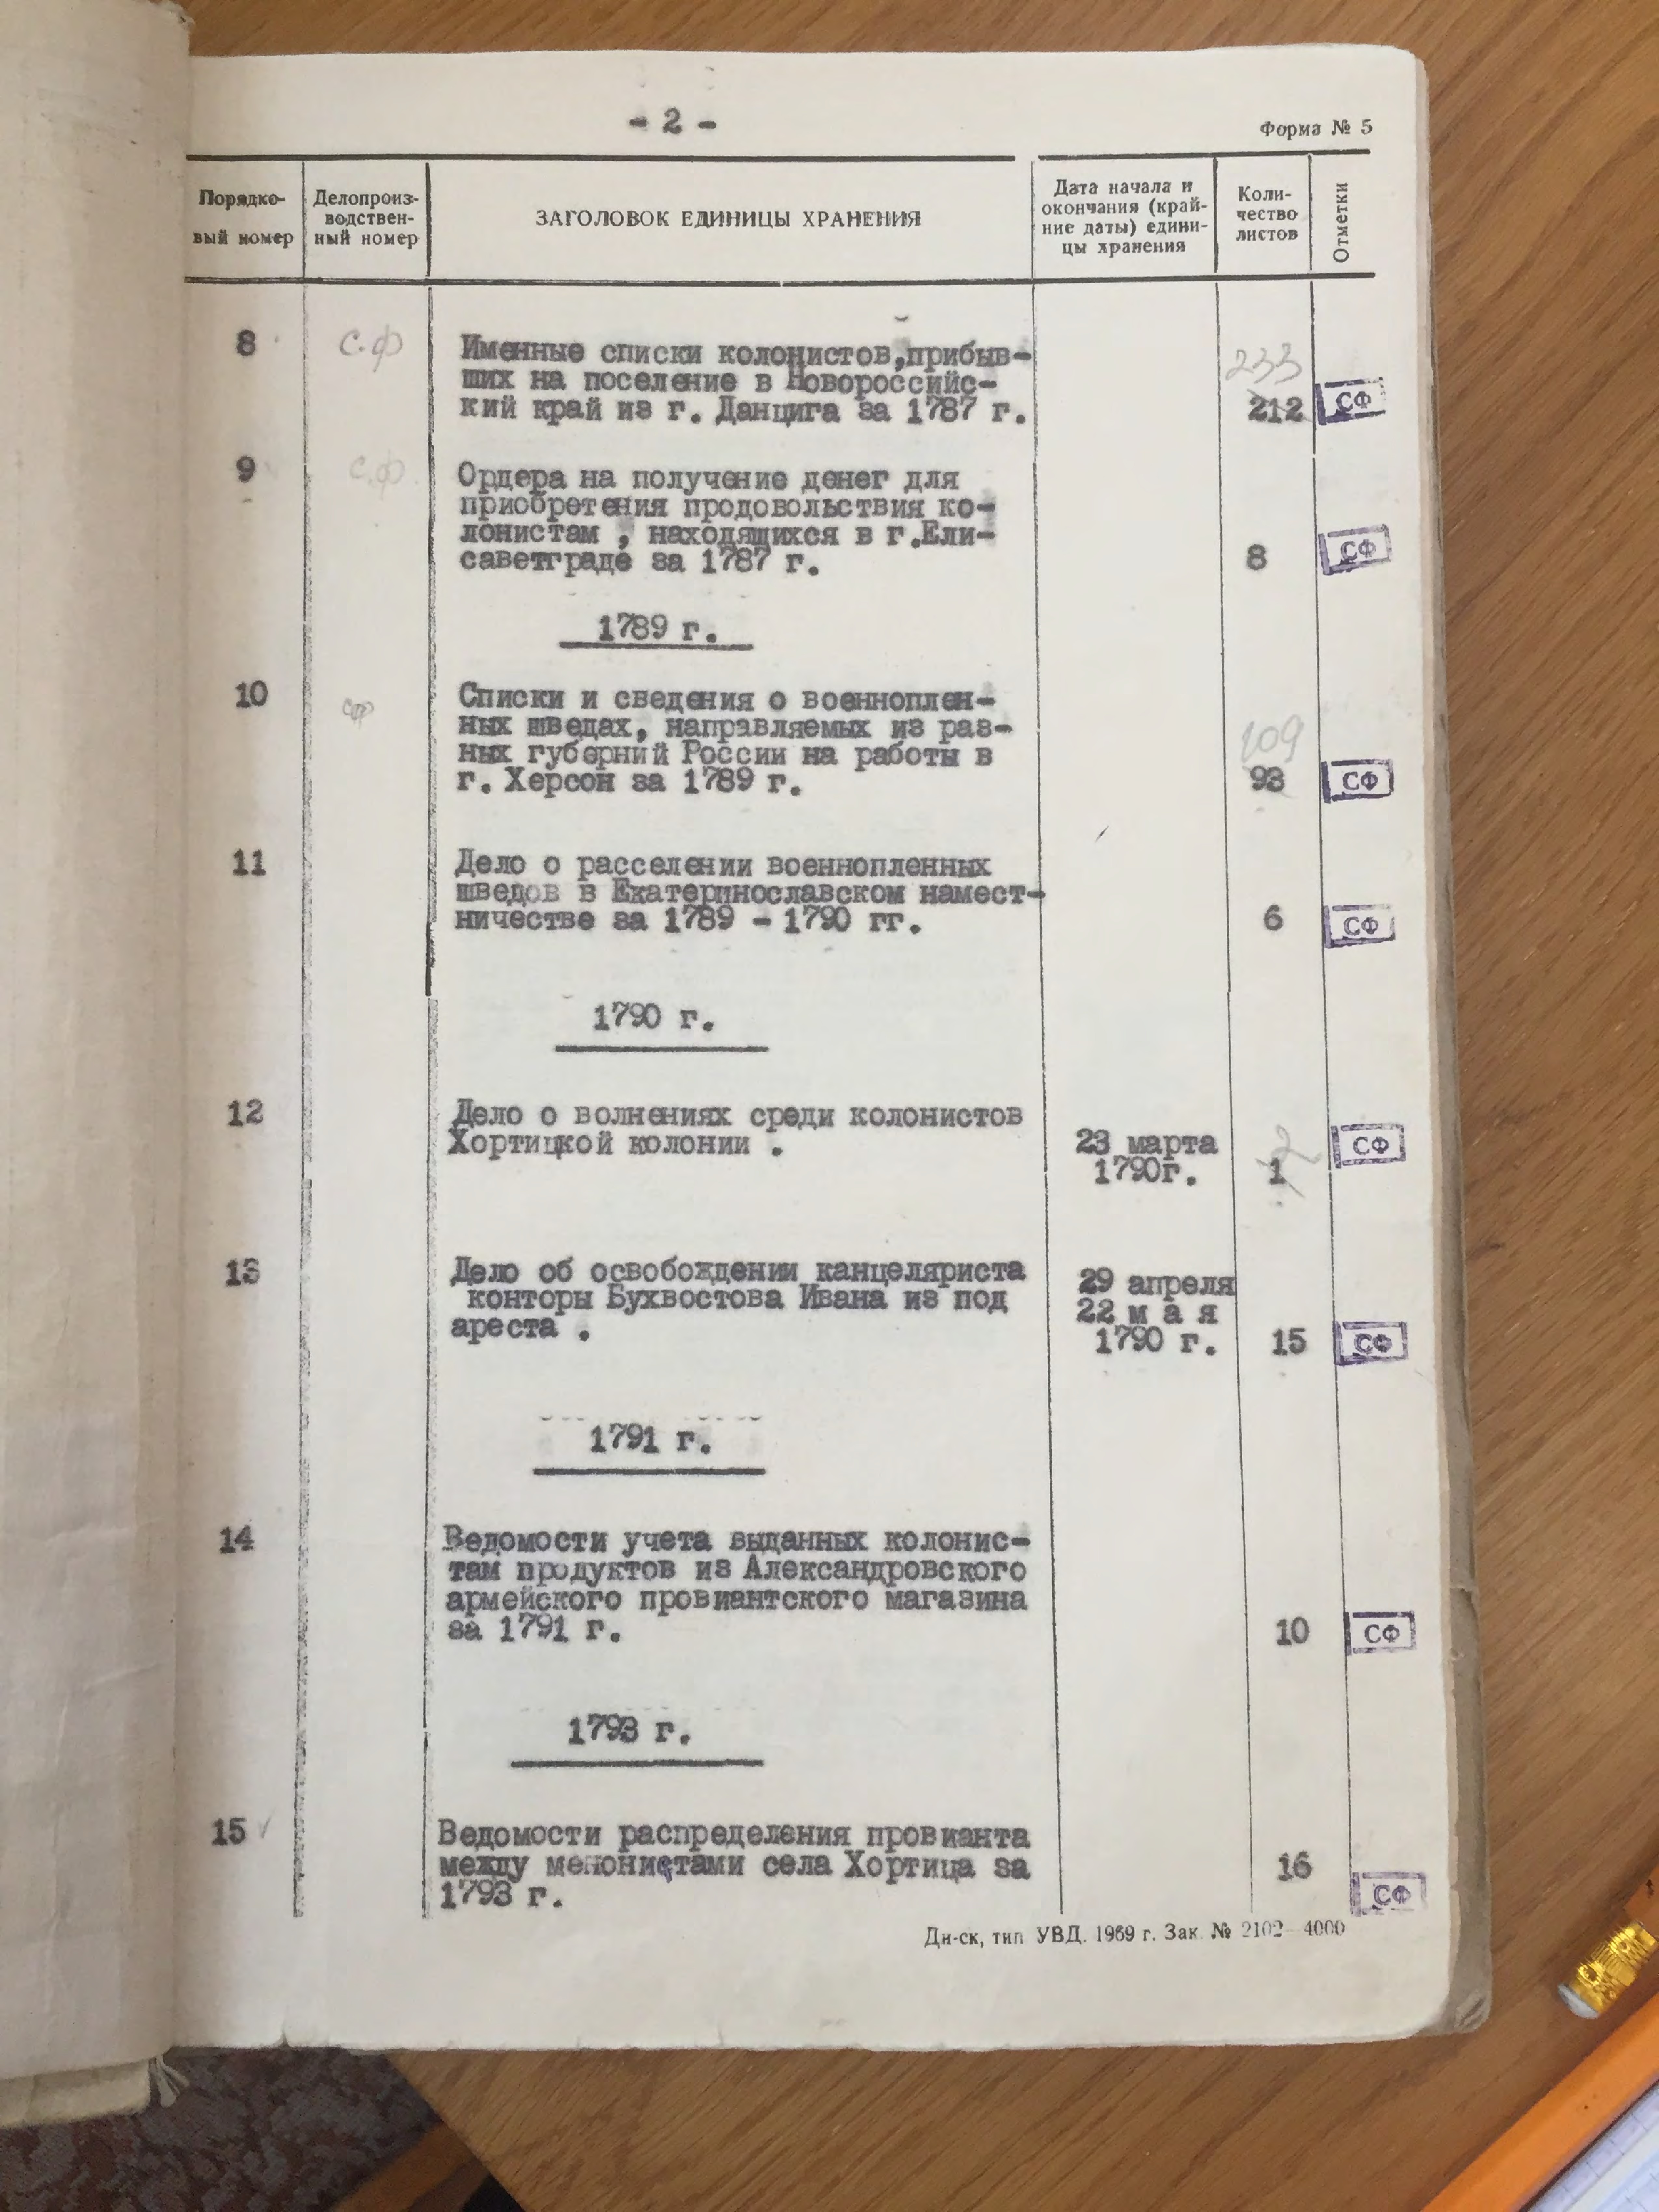 - 2 -
Форма № 5
Порядко-
вый номер
Делопроиз-
водствен-
ный номер
ЗАГОЛОВОК ЕДИНИЦЫ ХРАНЕНИЯ
Дата начала и
окончания (край-
ние даты) едини-
цы хранения
Коли-
чество
листов
Отметки
8
с.ф
Именные списки колонистов,прибыв-
ших на поселение в Новороссийс-
кий край из г. Данцига за 1787 г.
233
212
СФ
9
с.ф.
Ордера на получение денег для
приобретения продовольствия ко-
лонистам , находящихся в г.Ели-
саветграде за 1787 г.
8
СФ
1789 г.
10
сф
Списки и сведения о военноплен-
ных шведах, направляемых из раз-
ных губерний России на работы в
г. Херсон за 1789 г.
109
93
СФ
11
Дело о расселении военнопленных
шведов в Екатеринославском намест-
ничестве за 1789 - 1790 гг.
6
СФ
1790 г.
12
Дело о волнениях среди колонистов
Хортицкой колонии .
23 марта
1790г.
2
1
СФ
13
Дело об освобождении канцеляриста
конторы Бухвостова Ивана из под
ареста .
29 апреля
22 м а я
1790 г.
15
СФ
1791 г.
14
Ведомости учета выданных колонис-
там продуктов из Александровского
армейского провиантского магазина
за 1791 г.
10
СФ
1793 г.
15
Ведомости распределения провианта
между менонистами села Хортица за
1793 г.
16
СФ
Дн-ск, тип УВД. 1969 г. Зак. № 2102-4000